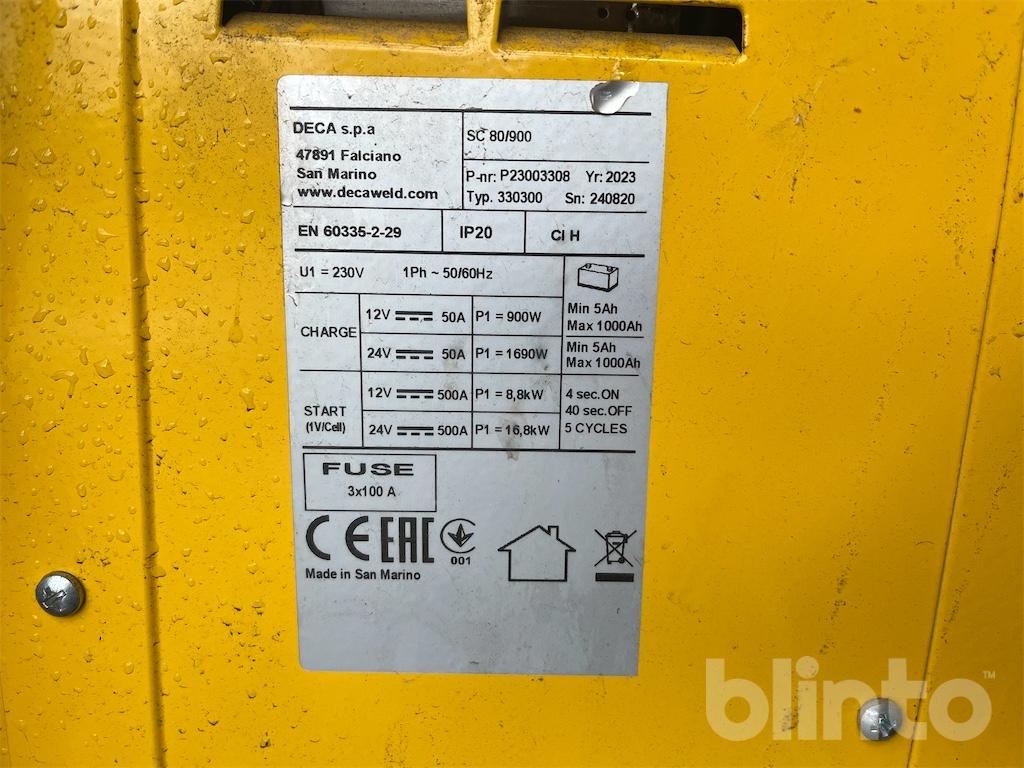 DECA s.p.a
47891 Falciano
San Marino
www.decaweld.com
SC 80/900
P-nr: P23003308 Yr: 2023
Typ. 330300 Sn: 240820
EN 60335-2-29 IP20 Cl H
U1 = 230V 1Ph ~ 50/60Hz
CHARGE
12V 50A P1 = 900W
Min 5Ah
Max 1000Ah
24V 50A P1 = 1690W
Min 5Ah
Max 1000Ah
START
(1V/Cell)
12V 500A P1 = 8,8kW
24V 500A P1 = 16,8kW
4 sec.ON
40 sec.OFF
5 CYCLES
FUSE
3x100 A
CE EAC 001
Made in San Marino
blinto™